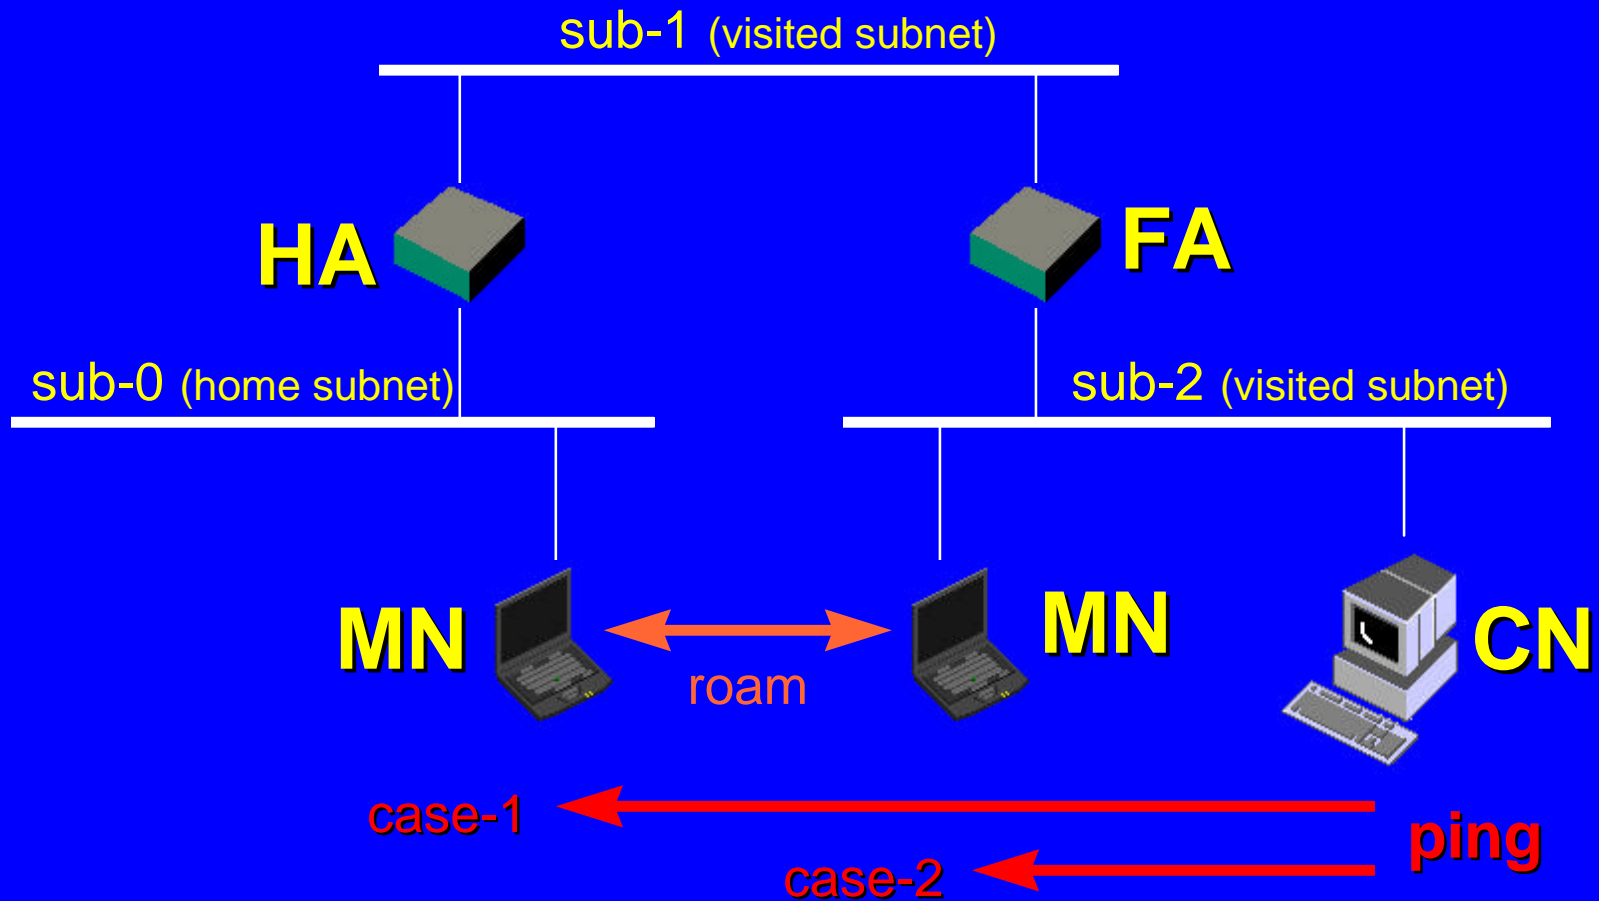 sub-1 (visited subnet)
HA
FA
sub-0 (home subnet)
sub-2 (visited subnet)
MN
roam
MN
CN
case-1
ping
case-2